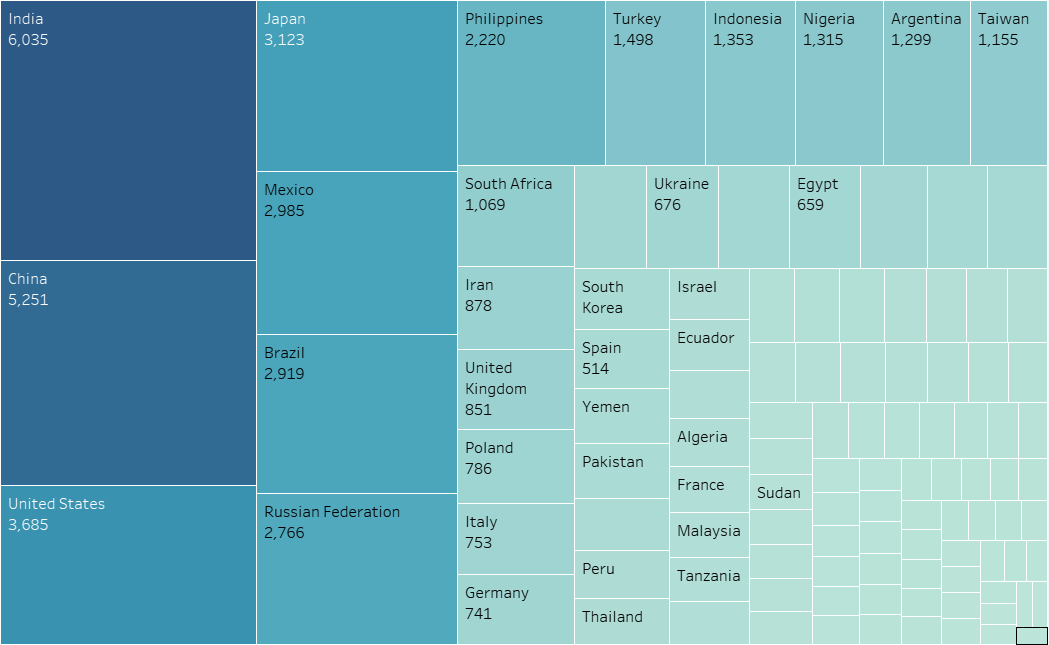 India
6,035
China
5,251
United States
3,685
Japan
3,123
Mexico
2,985
Brazil
2,919
Russian Federation
2,766
Philippines
2,220
Turkey
1,498
Indonesia
1,353
Nigeria
1,315
Argentina
1,299
Taiwan
1,155
South Africa
1,069
Ukraine
676
Egypt
659
Iran
878
United
Kingdom
851
Poland
786
Italy
753
Germany
741
South
Korea
Spain
514
Yemen
Pakistan
Peru
Thailand
Israel
Ecuador
Algeria
France
Malaysia
Tanzania
Sudan